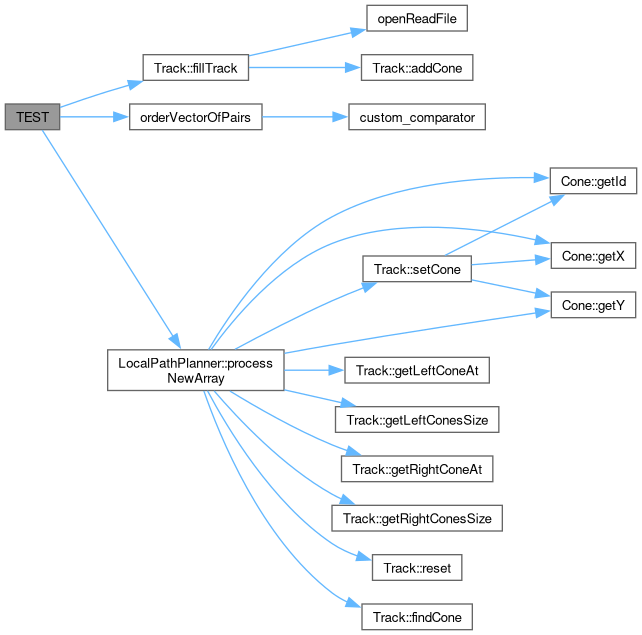 openReadFile
Track::fillTrack
Track::addCone
TEST
orderVectorOfPairs
custom_comparator
Cone::getId
Cone::getX
Track::setCone
Cone::getY
LocalPathPlanner::process
NewArray
Track::getLeftConeAt
Track::getLeftConesSize
Track::getRightConeAt
Track::getRightConesSize
Track::reset
Track::findCone